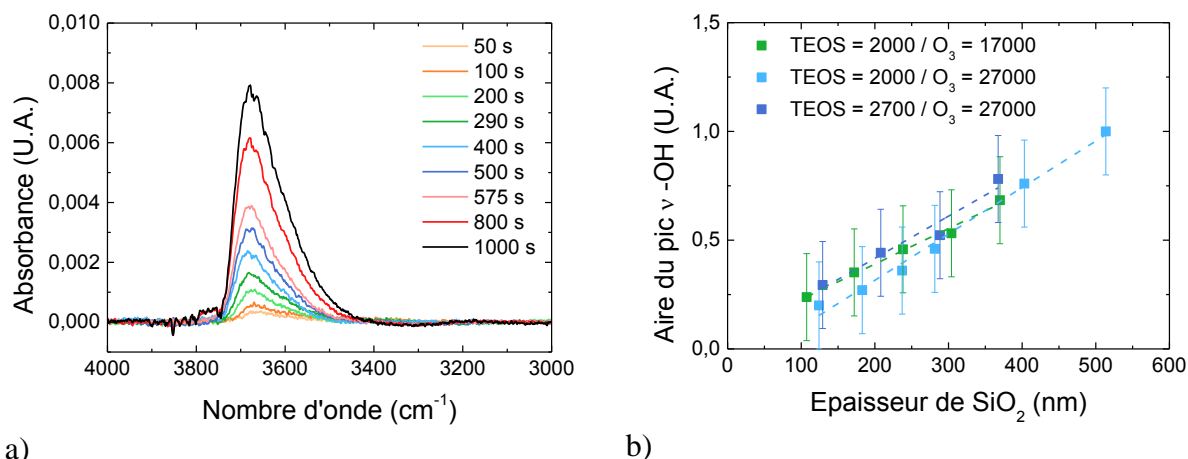 0,010
0,008
0,006
0,004
0,002
0,000
Absorbance (U.A.)
50 s
100 s
200 s
290 s
400 s
500 s
575 s
800 s
1000 s
4000 3800 3600 3400 3200 3000
Nombre d'onde (cm⁻¹)
a)
1,5
1,0
0,5
0,0
Aire du pic ν -OH (U.A.)
TEOS = 2000 / O₃ = 17000
TEOS = 2000 / O₃ = 27000
TEOS = 2700 / O₃ = 27000
0 100 200 300 400 500 600
Epaisseur de SiO₂ (nm)
b)